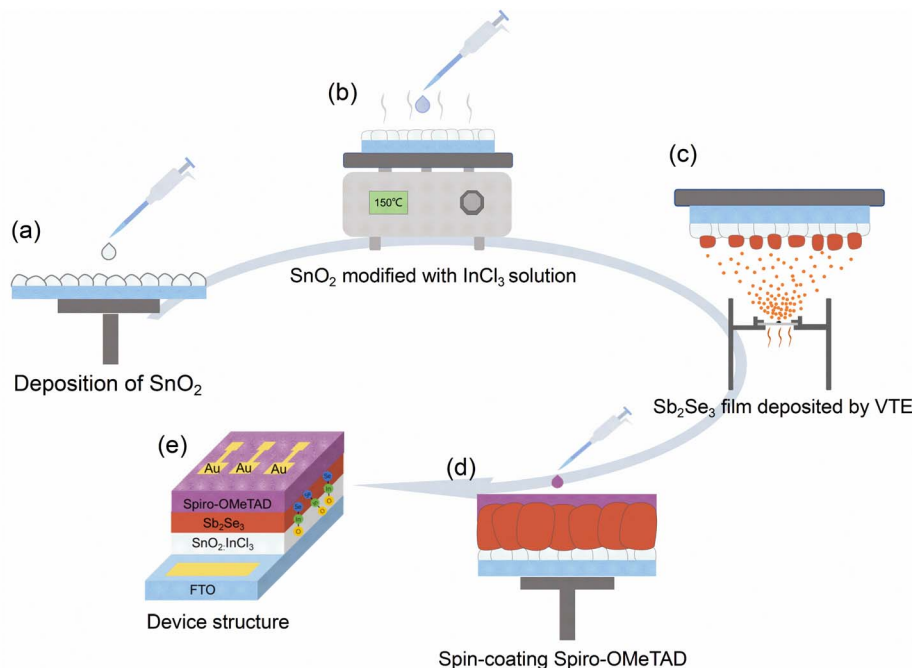 (a)
Deposition of SnO₂
(b)
150℃
SnO₂ modified with InCl₃ solution
(c)
Sb₂Se₃ film deposited by VTE
(d)
Spin-coating Spiro-OMeTAD
(e)
Au Au Au
Spiro-OMeTAD
Sb₂Se₃
SnO₂:InCl₃
FTO
Device structure